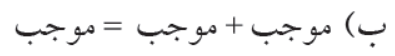 ب) موجب + موجب = موجب